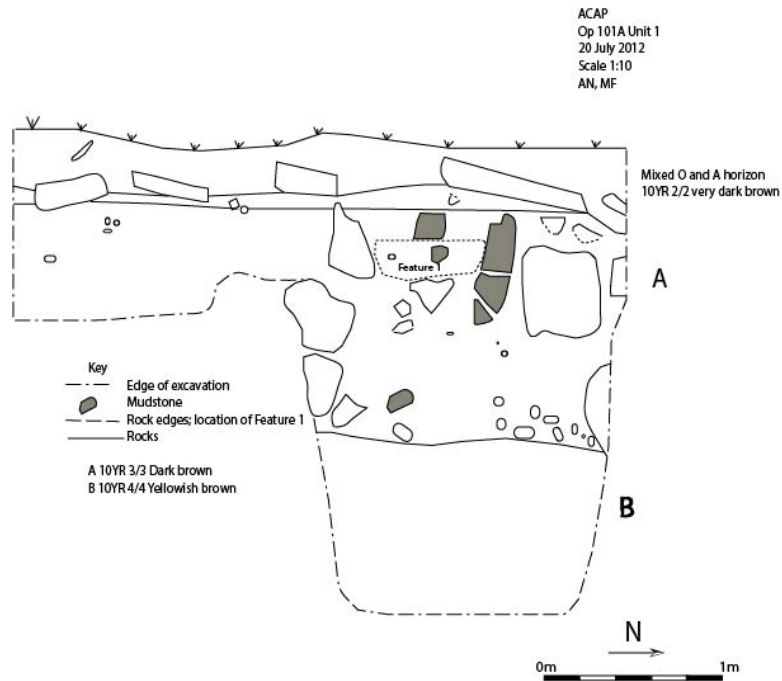 ACAP
Op 101A Unit 1
20 July 2012
Scale 1:10
AN, MF
Mixed O and A horizon
10YR 2/2 very dark brown
Feature 1
A
Key
Edge of excavation
Mudstone
Rock edges; location of Feature 1
Rocks
A 10YR 3/3 Dark brown
B 10YR 4/4 Yellowish brown
B
N
0m 1m